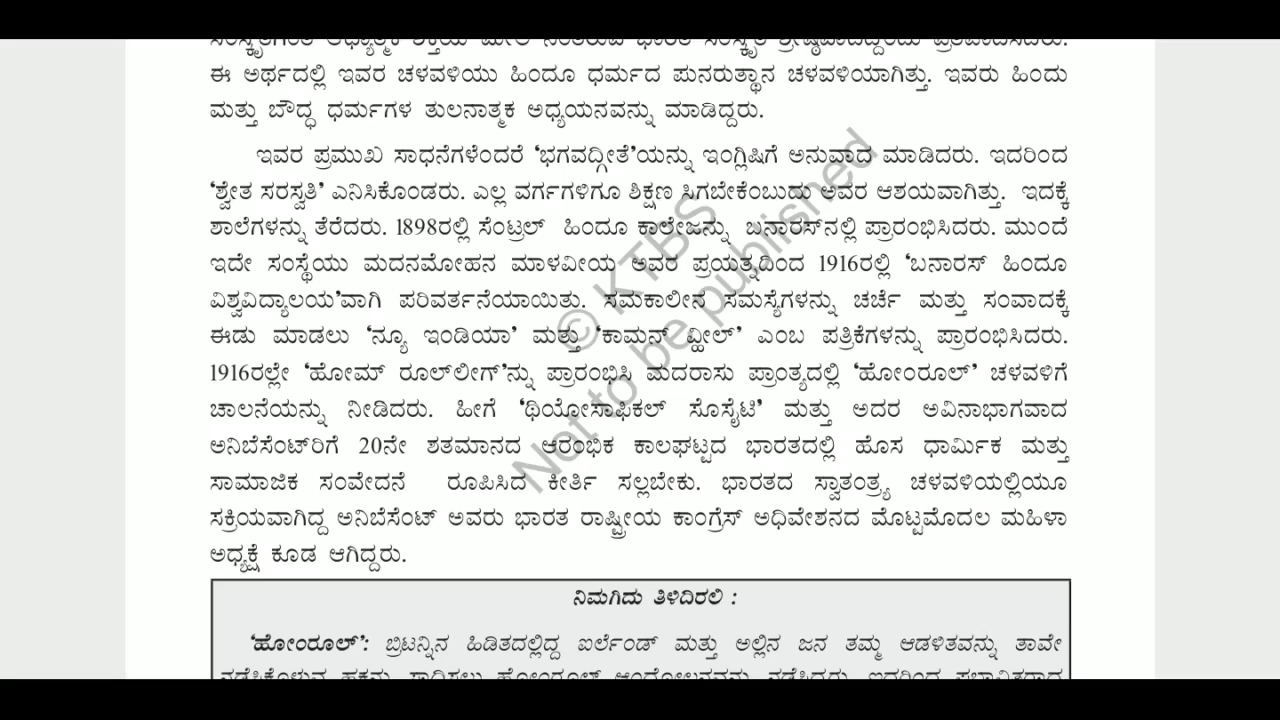 ಈ ಅರ್ಥದಲ್ಲಿ ಇವರ ಚಳವಳಿಯು ಹಿಂದೂ ಧರ್ಮದ ಪುನರುತ್ಥಾನ ಚಳವಳಿಯಾಗಿತ್ತು. ಇವರು ಹಿಂದು
ಮತ್ತು ಬೌದ್ಧ ಧರ್ಮಗಳ ತುಲನಾತ್ಮಕ ಅಧ್ಯಯನವನ್ನು ಮಾಡಿದ್ದರು.
ಇವರ ಪ್ರಮುಖ ಸಾಧನೆಗಳೆಂದರೆ ‘ಭಗವದ್ಗೀತೆ’ಯನ್ನು ಇಂಗ್ಲಿಷಿಗೆ ಅನುವಾದ ಮಾಡಿದರು. ಇದರಿಂದ
‘ಶ್ವೇತ ಸರಸ್ವತಿ’ ಎನಿಸಿಕೊಂಡರು. ಎಲ್ಲ ವರ್ಗಗಳಿಗೂ ಶಿಕ್ಷಣ ಸಿಗಬೇಕೆಂಬುದು ಅವರ ಆಶಯವಾಗಿತ್ತು. ಇದಕ್ಕೆ
ಶಾಲೆಗಳನ್ನು ತೆರೆದರು. 1898ರಲ್ಲಿ ಸೆಂಟ್ರಲ್ ಹಿಂದೂ ಕಾಲೇಜನ್ನು ಬನಾರಸ್‌ನಲ್ಲಿ ಪ್ರಾರಂಭಿಸಿದರು. ಮುಂದೆ
ಇದೇ ಸಂಸ್ಥೆಯು ಮದನಮೋಹನ ಮಾಳವೀಯ ಅವರ ಪ್ರಯತ್ನದಿಂದ 1916ರಲ್ಲಿ ‘ಬನಾರಸ್ ಹಿಂದೂ
ವಿಶ್ವವಿದ್ಯಾಲಯ’ವಾಗಿ ಪರಿವರ್ತನೆಯಾಯಿತು. ಸಮಕಾಲೀನ ಸಮಸ್ಯೆಗಳನ್ನು ಚರ್ಚೆ ಮತ್ತು ಸಂವಾದಕ್ಕೆ
ಈಡು ಮಾಡಲು ‘ನ್ಯೂ ಇಂಡಿಯಾ’ ಮತ್ತು ‘ಕಾಮನ್ ವ್ಹೀಲ್’ ಎಂಬ ಪತ್ರಿಕೆಗಳನ್ನು ಪ್ರಾರಂಭಿಸಿದರು.
1916ರಲ್ಲೇ ‘ಹೋಮ್ ರೂಲ್‌ಲೀಗ್’ನ್ನು ಪ್ರಾರಂಭಿಸಿ ಮದರಾಸು ಪ್ರಾಂತ್ಯದಲ್ಲಿ ‘ಹೋಂರೂಲ್’ ಚಳವಳಿಗೆ
ಚಾಲನೆಯನ್ನು ನೀಡಿದರು. ಹೀಗೆ ‘ಥಿಯೋಸಾಫಿಕಲ್ ಸೊಸೈಟಿ’ ಮತ್ತು ಅದರ ಅವಿನಾಭಾಗವಾದ
ಅನಿಬೆಸೆಂಟ್‌ರಿಗೆ 20ನೇ ಶತಮಾನದ ಆರಂಭಿಕ ಕಾಲಘಟ್ಟದ ಭಾರತದಲ್ಲಿ ಹೊಸ ಧಾರ್ಮಿಕ ಮತ್ತು
ಸಾಮಾಜಿಕ ಸಂವೇದನೆ ರೂಪಿಸಿದ ಕೀರ್ತಿ ಸಲ್ಲಬೇಕು. ಭಾರತದ ಸ್ವಾತಂತ್ರ್ಯ ಚಳವಳಿಯಲ್ಲಿಯೂ
ಸಕ್ರಿಯವಾಗಿದ್ದ ಅನಿಬೆಸೆಂಟ್ ಅವರು ಭಾರತ ರಾಷ್ಟ್ರೀಯ ಕಾಂಗ್ರೆಸ್ ಅಧಿವೇಶನದ ಮೊಟ್ಟಮೊದಲ ಮಹಿಳಾ
ಅಧ್ಯಕ್ಷೆ ಕೂಡ ಆಗಿದ್ದರು.
© KTBS
Not to be published
ನಿಮಗಿದು ತಿಳಿದಿರಲಿ :
‘ಹೋಂರೂಲ್’: ಬ್ರಿಟನ್ನಿನ ಹಿಡಿತದಲ್ಲಿದ್ದ ಐರ್ಲೆಂಡ್ ಮತ್ತು ಅಲ್ಲಿನ ಜನ ತಮ್ಮ ಆಡಳಿತವನ್ನು ತಾವೇ